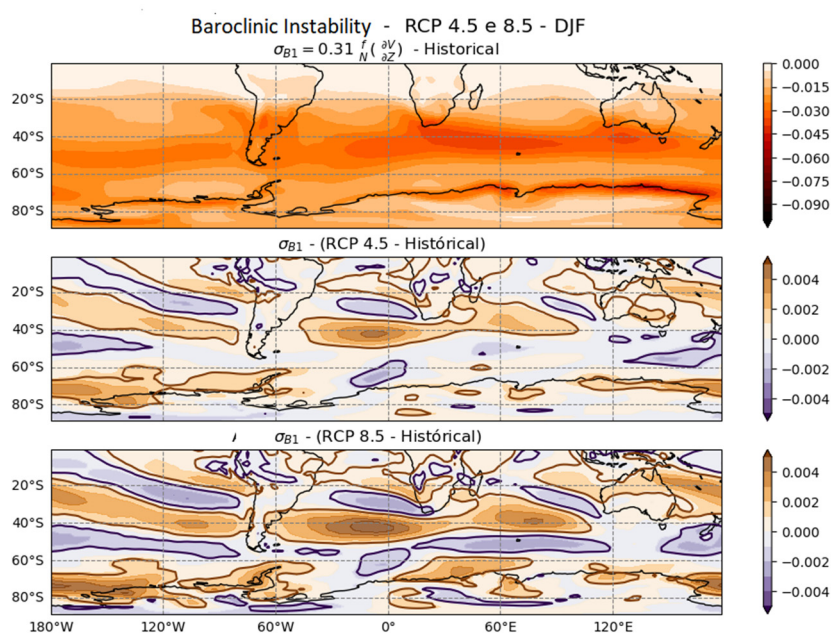 Baroclinic Instability - RCP 4.5 e 8.5 - DJF
σB1 = 0.31 f/N (∂V/∂Z) - Historical
20°S
40°S
60°S
80°S
0.000
−0.015
−0.030
−0.045
−0.060
−0.075
−0.090
σB1 - (RCP 4.5 - Histórical)
20°S
40°S
60°S
80°S
0.004
0.002
0.000
−0.002
−0.004
σB1 - (RCP 8.5 - Histórical)
20°S
40°S
60°S
80°S
0.004
0.002
0.000
−0.002
−0.004
180°W 120°W 60°W 0° 60°E 120°E